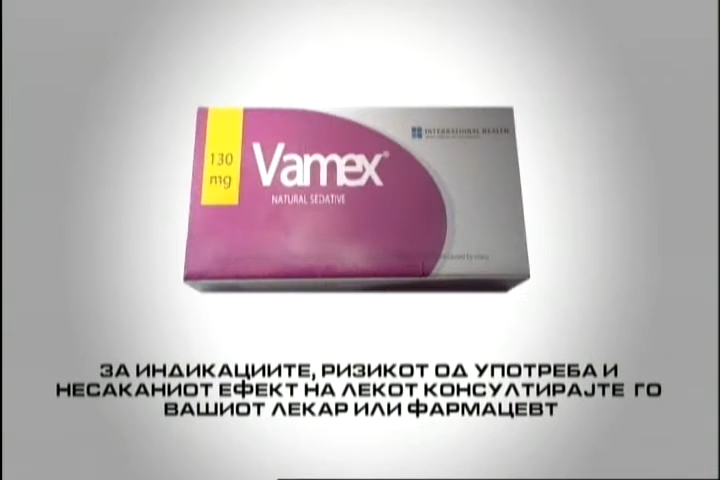 130
mg
Vamex®
NATURAL SEDATIVE
INTERNATIONAL HEALTH
ЗА ИНДИКАЦИИТЕ, РИЗИКОТ ОД УПОТРЕБА И
НЕСАКАНИОТ ЕФЕКТ НА ЛЕКОТ КОНСУЛТИРАЈТЕ ГО
ВАШИОТ ЛЕКАР ИЛИ ФАРМАЦЕВТ